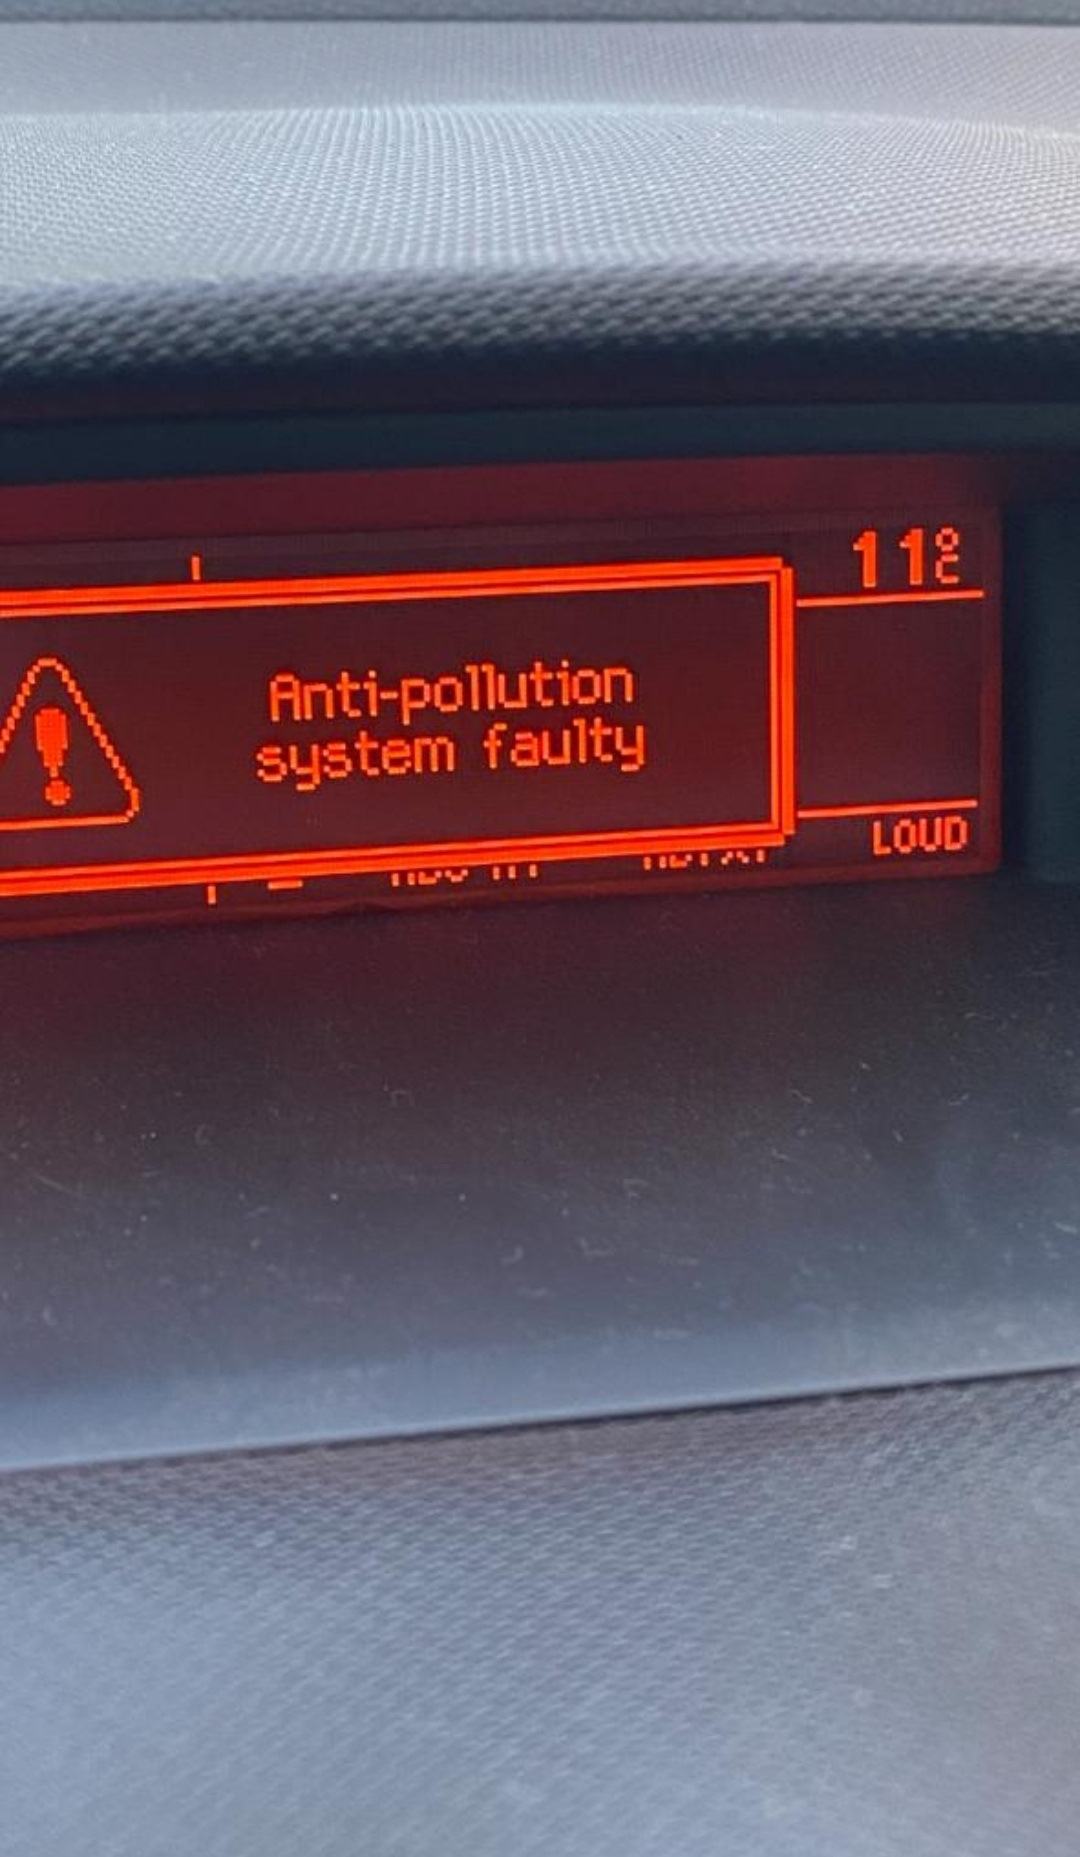 11°C
Anti-pollution
system faulty
LOUD